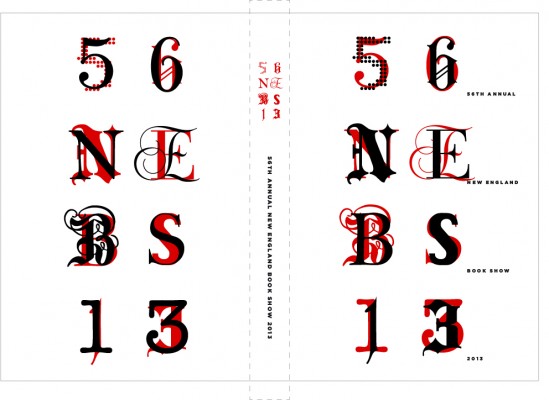 5 6
N E
B S
1 3
5 6
N E
B S
1 3
56TH ANNUAL NEW ENGLAND BOOK SHOW 2013
5 6
56TH ANNUAL
N E
NEW ENGLAND
B S
BOOK SHOW
1 3
2013